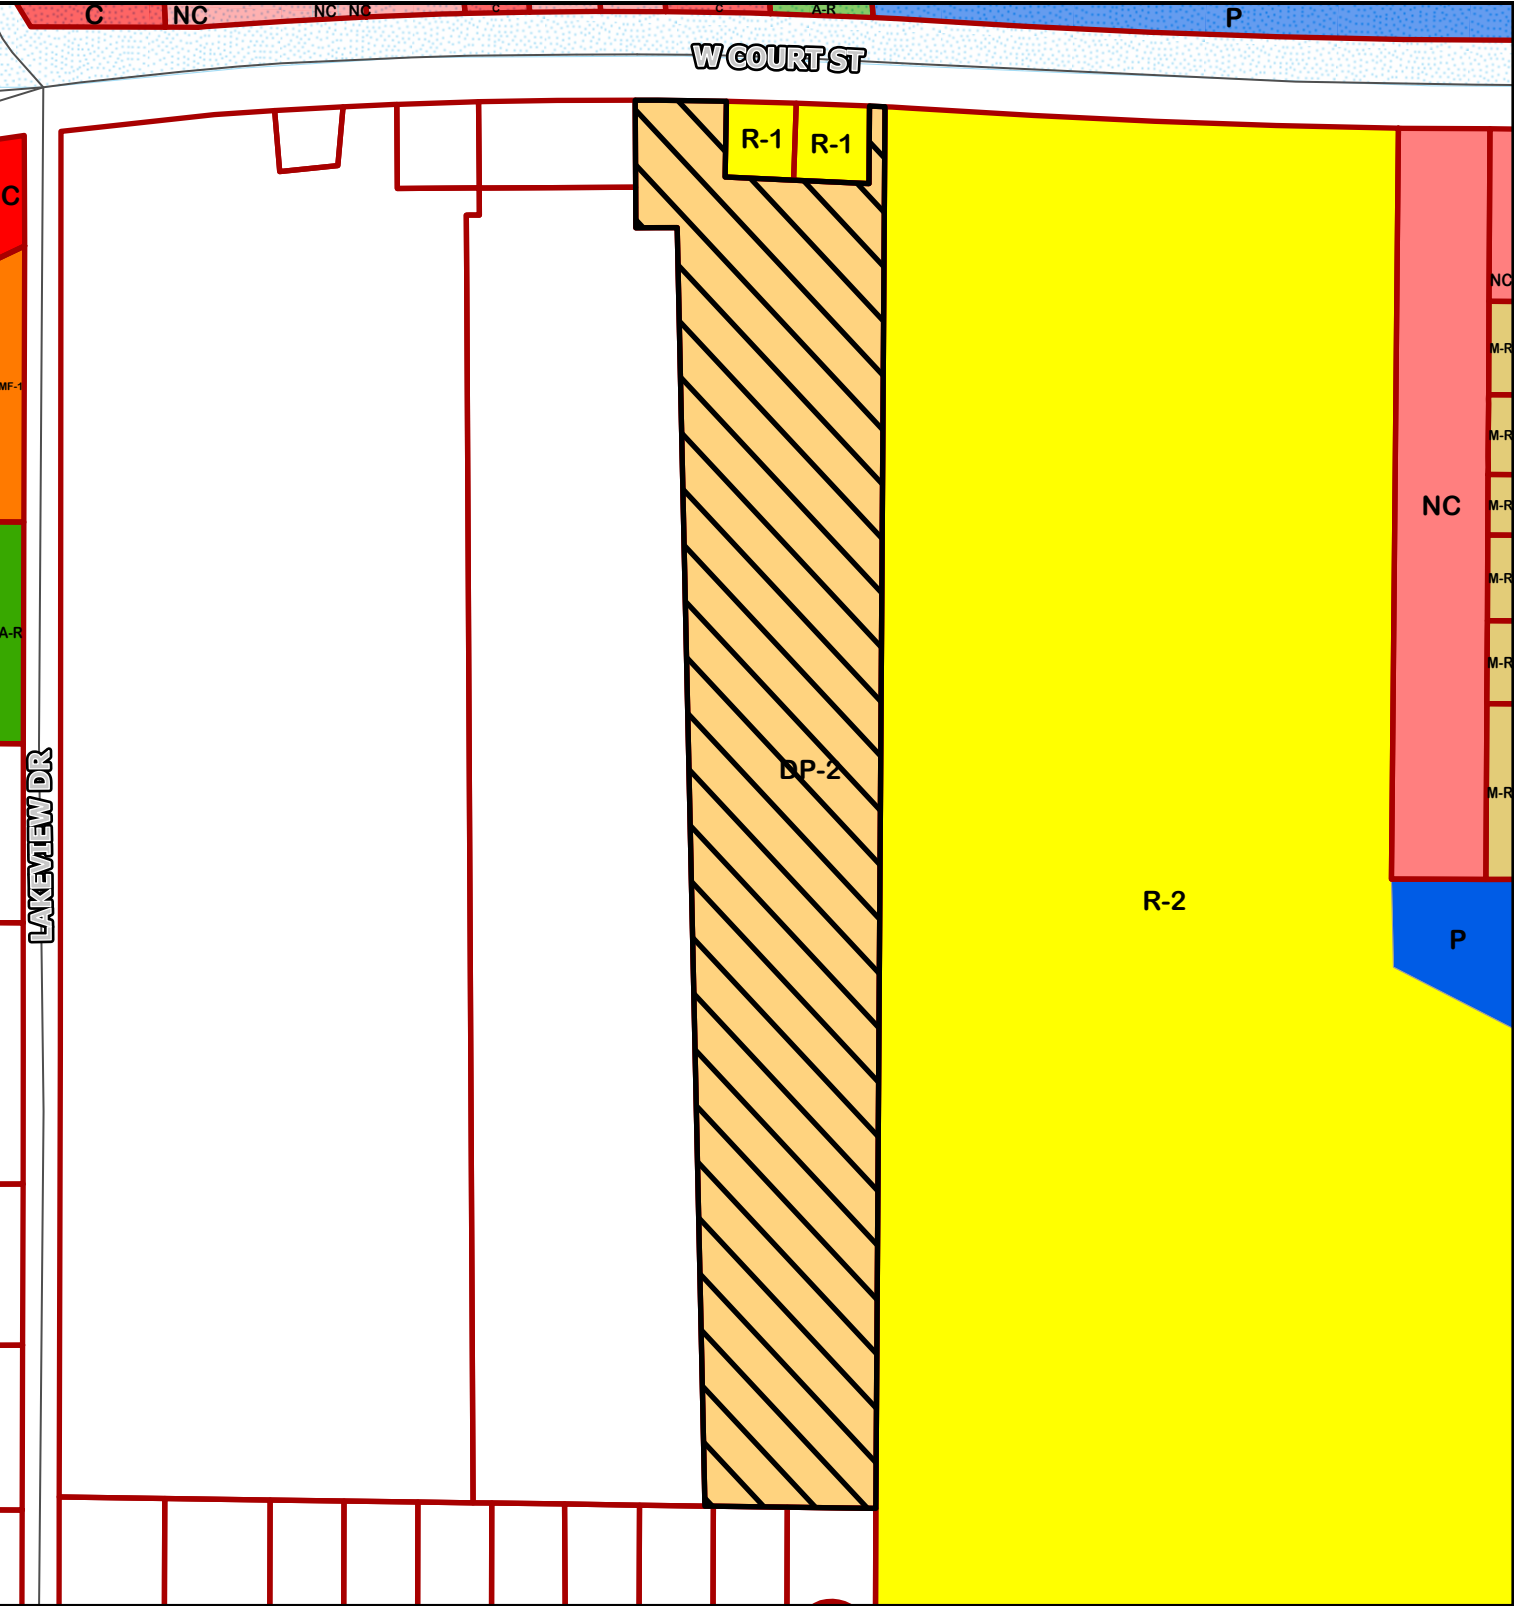 C
NC
NC
NC
C
C
A-R
P
W COURT ST
R-1
R-1
C
NC
M-R
MF-1
M-R
NC
M-R
M-R
A-R
M-R
DP-2
M-R
LAKEVIEW DR
R-2
P